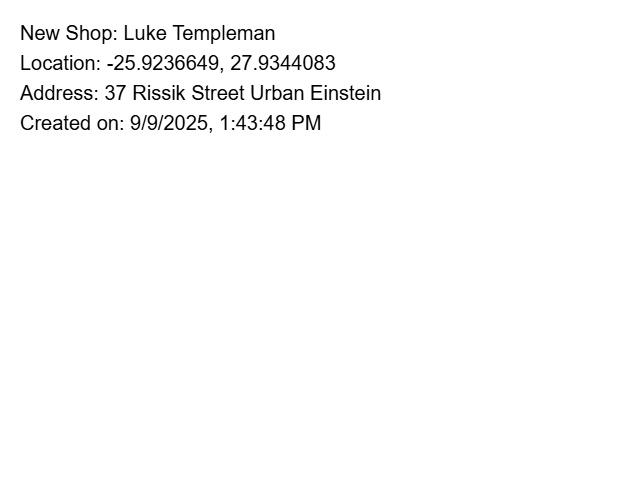 New Shop: Luke Templeman
Location: -25.9236649, 27.9344083
Address: 37 Rissik Street Urban Einstein
Created on: 9/9/2025, 1:43:48 PM